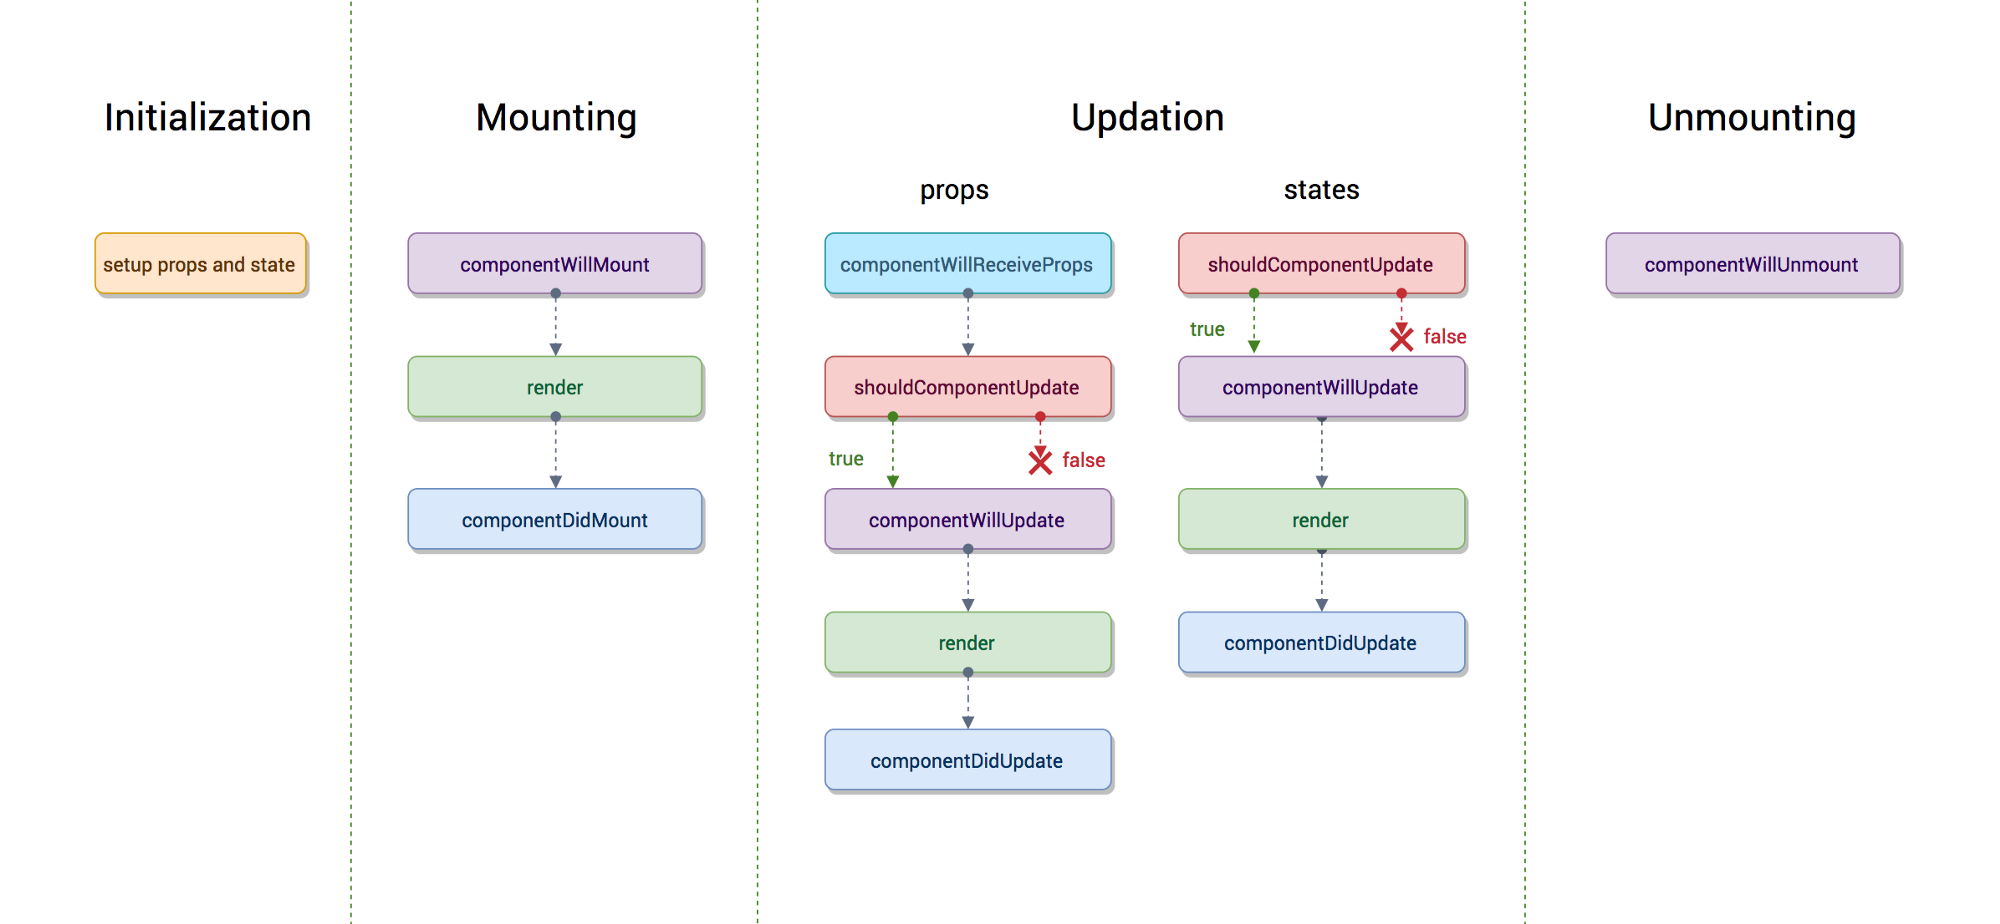 Initialization
setup props and state
Mounting
componentWillMount
render
componentDidMount
Updation
props
componentWillReceiveProps
shouldComponentUpdate
true
false
componentWillUpdate
render
componentDidUpdate
states
shouldComponentUpdate
true
false
componentWillUpdate
render
componentDidUpdate
Unmounting
componentWillUnmount